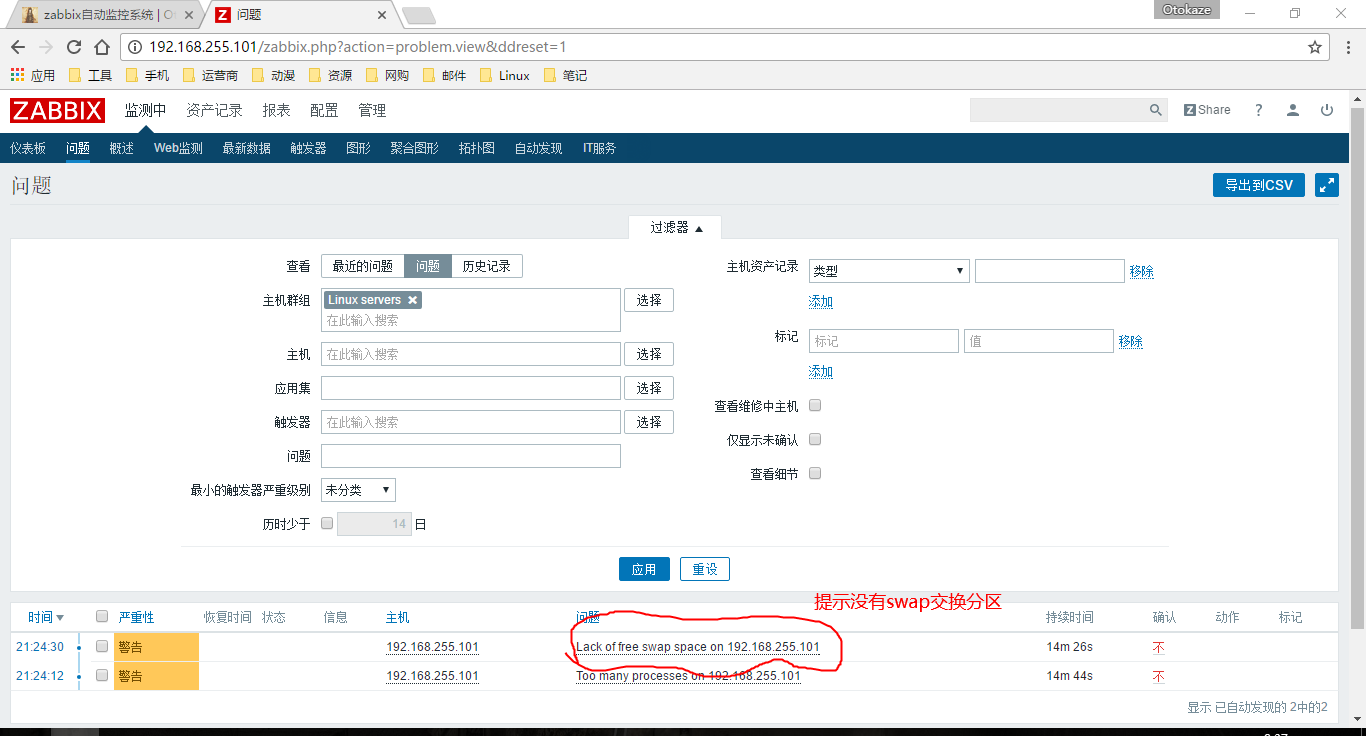 zabbix自动监控系统 | O
问题
Otokaze
192.168.255.101/zabbix.php?action=problem.view&ddreset=1
应用 工具 手机 运营商 动漫 资源 网购 邮件 Linux 笔记
ZABBIX 监测中 资产记录 报表 配置 管理 Z Share ?
仪表板 问题 概述 Web监测 最新数据 触发器 图形 聚合图形 拓扑图 自动发现 IT服务
问题 导出到CSV
过滤器
查看 最近的问题 问题 历史记录 主机资产记录 类型 移除
主机群组 Linux servers 选择 添加
在此输入搜索
标记 标记 值 移除
主机 在此输入搜索 选择
添加
应用集 选择
查看维修中主机
触发器 在此输入搜索 选择
仅显示未确认
问题
查看细节
最小的触发器严重级别 未分类
历时少于 14 日
应用 重设
提示没有swap交换分区
时间 严重性 恢复时间 状态 信息 主机 问题 持续时间 确认 动作 标记
21:24:30 警告 192.168.255.101 Lack of free swap space on 192.168.255.101 14m 26s 不
21:24:12 警告 192.168.255.101 Too many processes on 192.168.255.101 14m 44s 不
显示 已自动发现的 2中的2